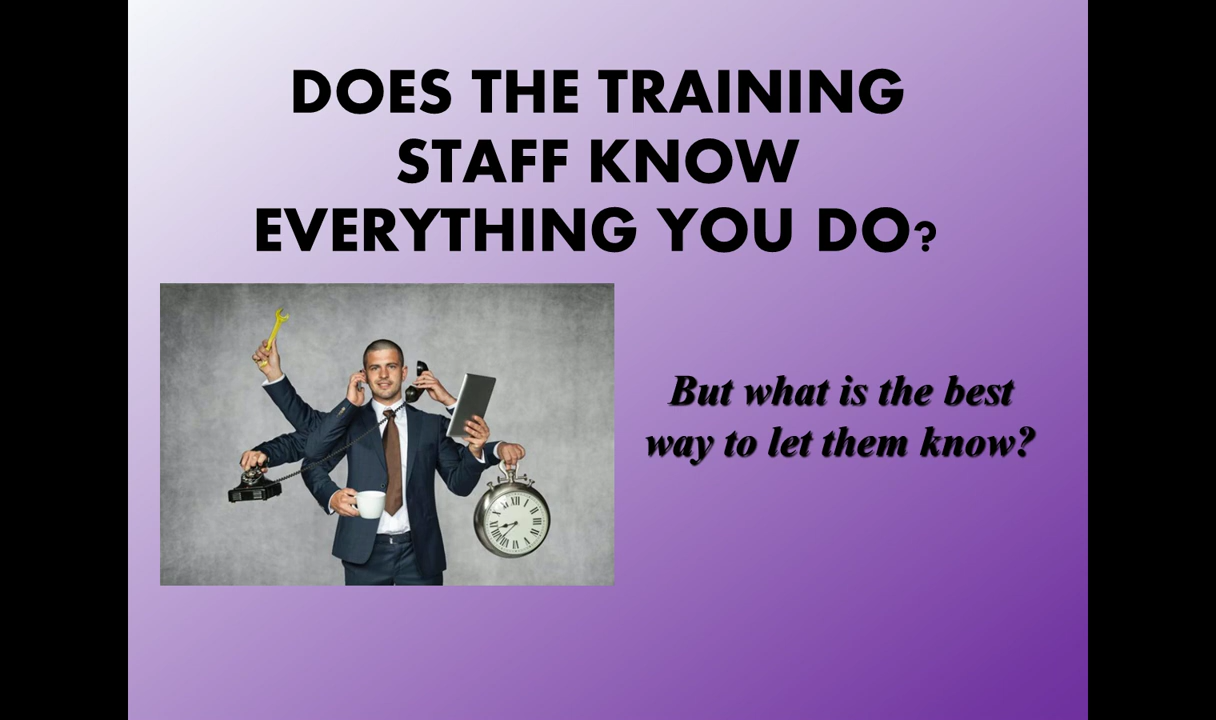 DOES THE TRAINING
STAFF KNOW
EVERYTHING YOU DO?
But what is the best
way to let them know?